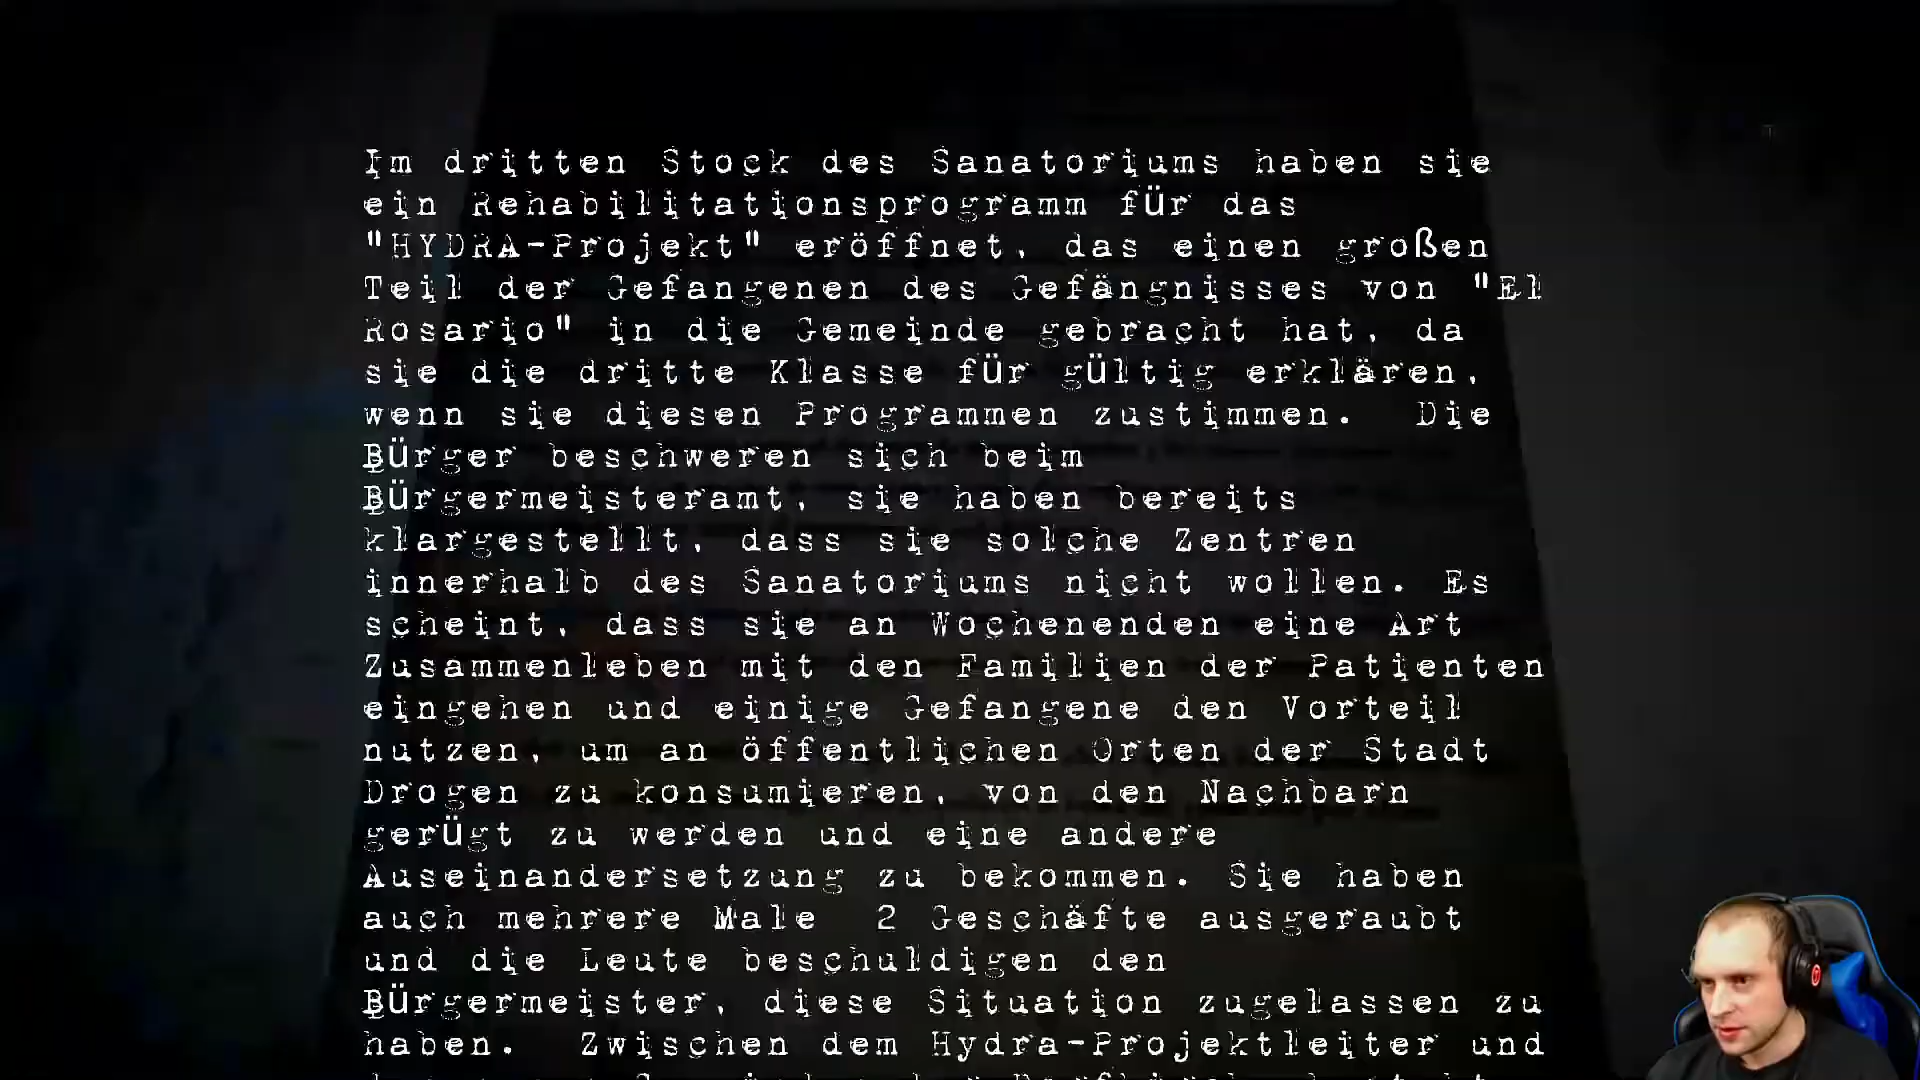 Im dritten Stock des Sanatoriums haben sie
ein Rehabilitationsprogramm für das
"HYDRA-Projekt" eröffnet, das einen großen
Teil der Gefangenen des Gefängnisses von "El
Rosario" in die Gemeinde gebracht hat, da
sie die dritte Klasse für gültig erklären,
wenn sie diesen Programmen zustimmen.  Die
Bürger beschweren sich beim
Bürgermeisteramt, sie haben bereits
klargestellt, dass sie solche Zentren
innerhalb des Sanatoriums nicht wollen. Es
scheint, dass sie an Wochenenden eine Art
Zusammenleben mit den Familien der Patienten
eingehen und einige Gefangene den Vorteil
nutzen, um an öffentlichen Orten der Stadt
Drogen zu konsumieren, von den Nachbarn
gerügt zu werden und eine andere
Auseinandersetzung zu bekommen. Sie haben
auch mehrere Male  2 Geschäfte ausgeraubt
und die Leute beschuldigen den
Bürgermeister, diese Situation zugelassen zu
haben.  Zwischen dem Hydra-Projektleiter und